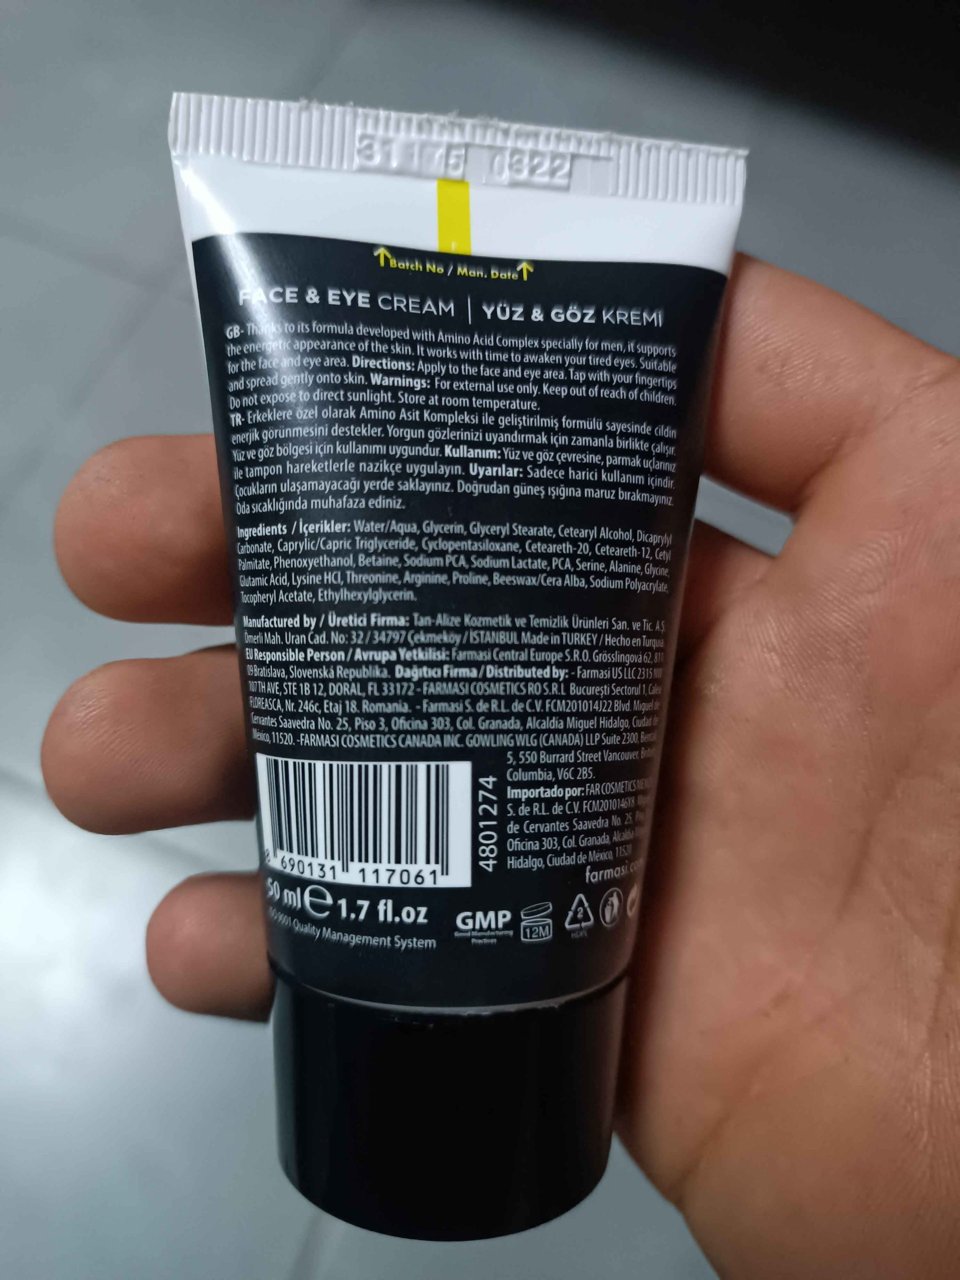 31175 0322
Batch No / Man. Date
FACE & EYE CREAM | YÜZ & GÖZ KREMİ
GB- Thanks to its formula developed with Amino Acid Complex specially for men, it supports
the energetic appearance of the skin. It works with time to awaken your tired eyes. Suitable
for the face and eye area. Directions: Apply to the face and eye area. Tap with your fingertips
and spread gently onto skin. Warnings: For external use only. Keep out of reach of children.
Do not expose to direct sunlight. Store at room temperature.
TR- Erkeklere özel olarak Amino Asit Kompleksi ile geliştirilmiş formülü sayesinde cildin
enerjik görünmesini destekler. Yorgun gözlerinizi uyandırmak için zamanla birlikte çalışır.
Yüz ve göz bölgesi için kullanımı uygundur. Kullanım: Yüz ve göz çevresine, parmak uçlarınız
ile tampon hareketlerle nazikçe uygulayın. Uyarılar: Sadece harici kullanım içindir.
Çocukların ulaşamayacağı yerde saklayınız. Doğrudan güneş ışığına maruz bırakmayınız.
Oda sıcaklığında muhafaza ediniz.
Ingredients / İçerikler: Water/Aqua, Glycerin, Glyceryl Stearate, Cetearyl Alcohol, Dicaprylyl
Carbonate, Caprylic/Capric Triglyceride, Cyclopentasiloxane, Ceteareth-20, Ceteareth-12, Cetyl
Palmitate, Phenoxyethanol, Betaine, Sodium PCA, Sodium Lactate, PCA, Serine, Alanine, Glycine,
Glutamic Acid, Lysine HCl, Threonine, Arginine, Proline, Beeswax/Cera Alba, Sodium Polyacrylate,
Tocopheryl Acetate, Ethylhexylglycerin.
Manufactured by / Üretici Firma: Tan-Alize Kozmetik ve Temizlik Ürünleri San. ve Tic. A.Ş.
Ömerli Mah. Uran Cad. No: 32 / 34797 Çekmeköy / İSTANBUL Made in TURKEY / Hecho en Turquía
EU Responsible Person / Avrupa Yetkilisi: Farmasi Central Europe S.R.O. Grösslingová 62, 811
09 Bratislava, Slovenská Republika. Dağıtıcı Firma / Distributed by: - Farmasi US LLC 2315 NW
107 TH AVE, STE 1B 12, DORAL, FL 33172 - FARMASI COSMETICS RO S.R.L București Sectorul 1, Calea
FLOREASCA, Nr. 246c, Etaj 18. Romania. - Farmasi S. de R.L. de C.V. FCM201014J22 Blvd. Miguel de
Cervantes Saavedra No. 25, Piso 3, Oficina 303, Col. Granada, Alcaldía Miguel Hidalgo, Ciudad de
México, 11520. -FARMASI COSMETICS CANADA INC. GOWLING WLG (CANADA) LLP Suite 2300,
5, 550 Burrard Street Vancouver,
Columbia, V6C 2B5.
Importado por: FAR COSMETICS
S. de R.L. de C.V. Miguel
de Cervantes Saavedra No. 25, Piso
Oficina 303, Col. Granada, Alcaldía
Hidalgo, Ciudad de México, 11520.
farmasi.com
4801274
8 690131 117061
50 ml e 1.7 fl.oz
ISO 9001 Quality Management System
GMP
Good Manufacturing
Practices
12M
2
HDPE